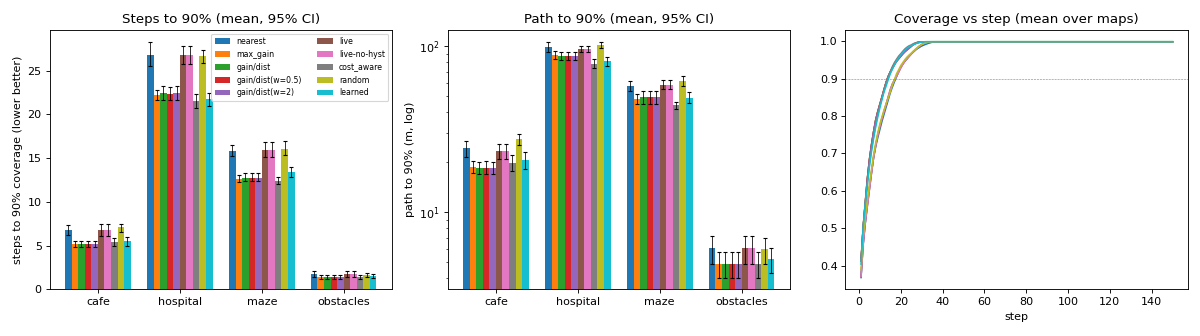 Steps to 90% (mean, 95% CI)
steps to 90% coverage (lower better)
25
20
15
10
5
0
nearest
max_gain
gain/dist
gain/dist(w=0.5)
gain/dist(w=2)
live
live-no-hyst
cost_aware
random
learned
cafe hospital maze obstacles
Path to 90% (mean, 95% CI)
path to 90% (m, log)
10²
10¹
cafe hospital maze obstacles
Coverage vs step (mean over maps)
1.0
0.9
0.8
0.7
0.6
0.5
0.4
0 20 40 60 80 100 120 140
step